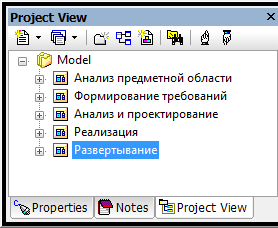 Project View
Model
Анализ предметной области
Формирование требований
Анализ и проектирование
Реализация
Развертывание
Properties
Notes
Project View